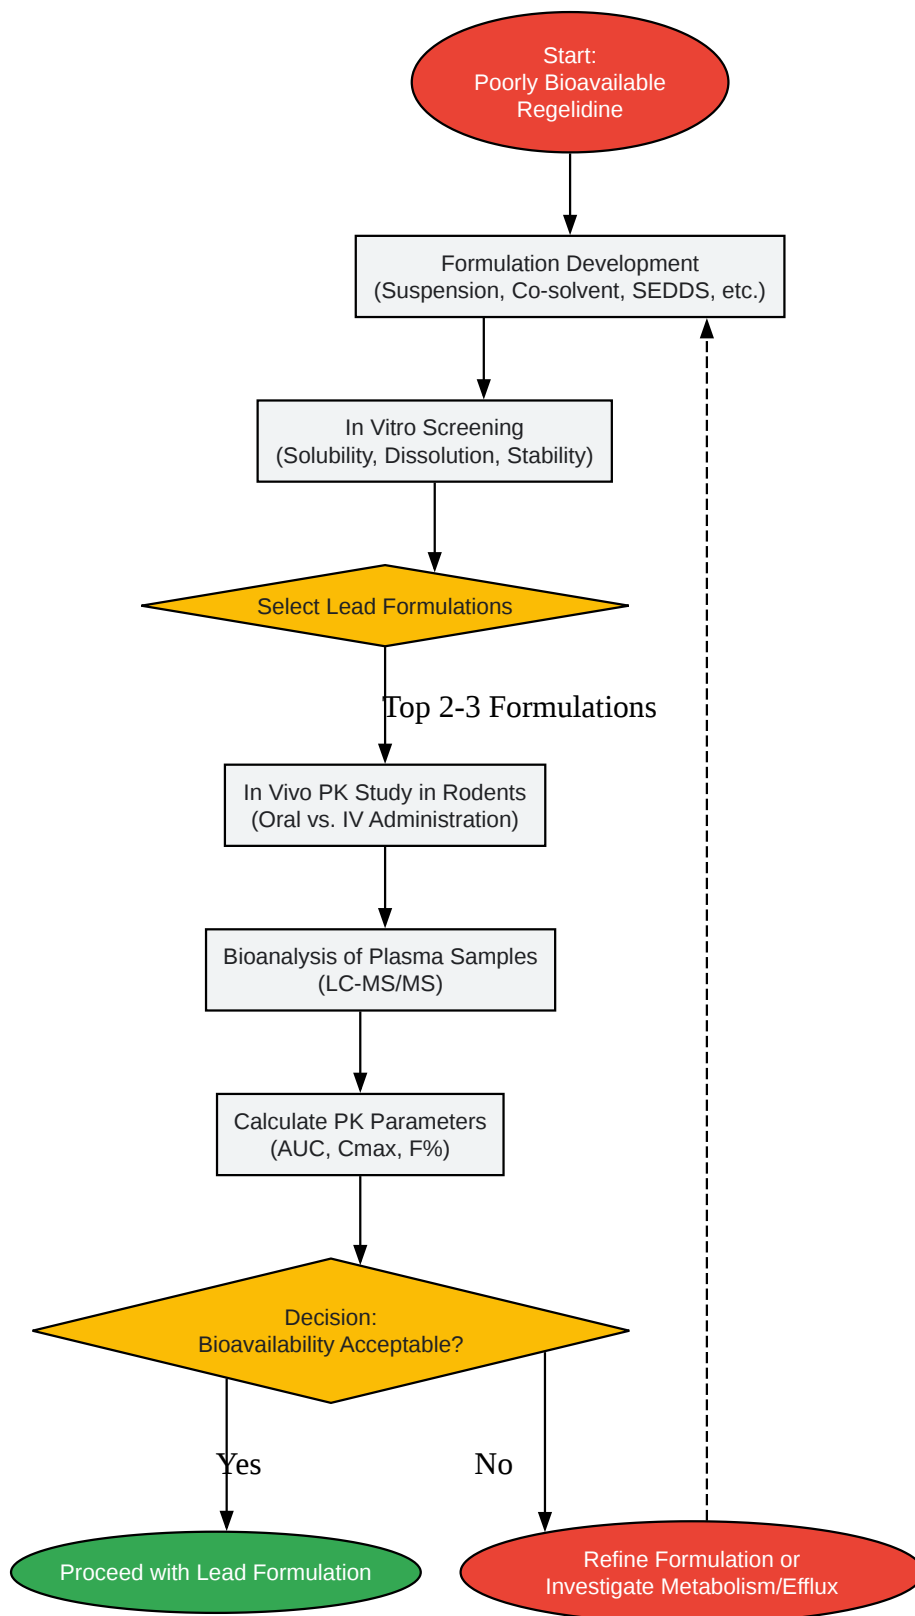 Start:
Poorly Bioavailable
Regelidine
Formulation Development
(Suspension, Co-solvent, SEDDS, etc.)
In Vitro Screening
(Solubility, Dissolution, Stability)
Select Lead Formulations
Top 2-3 Formulations
In Vivo PK Study in Rodents
(Oral vs. IV Administration)
Bioanalysis of Plasma Samples
(LC-MS/MS)
Calculate PK Parameters
(AUC, Cmax, F%)
Decision:
Bioavailability Acceptable?
Yes
No
Proceed with Lead Formulation
Refine Formulation or
Investigate Metabolism/Efflux